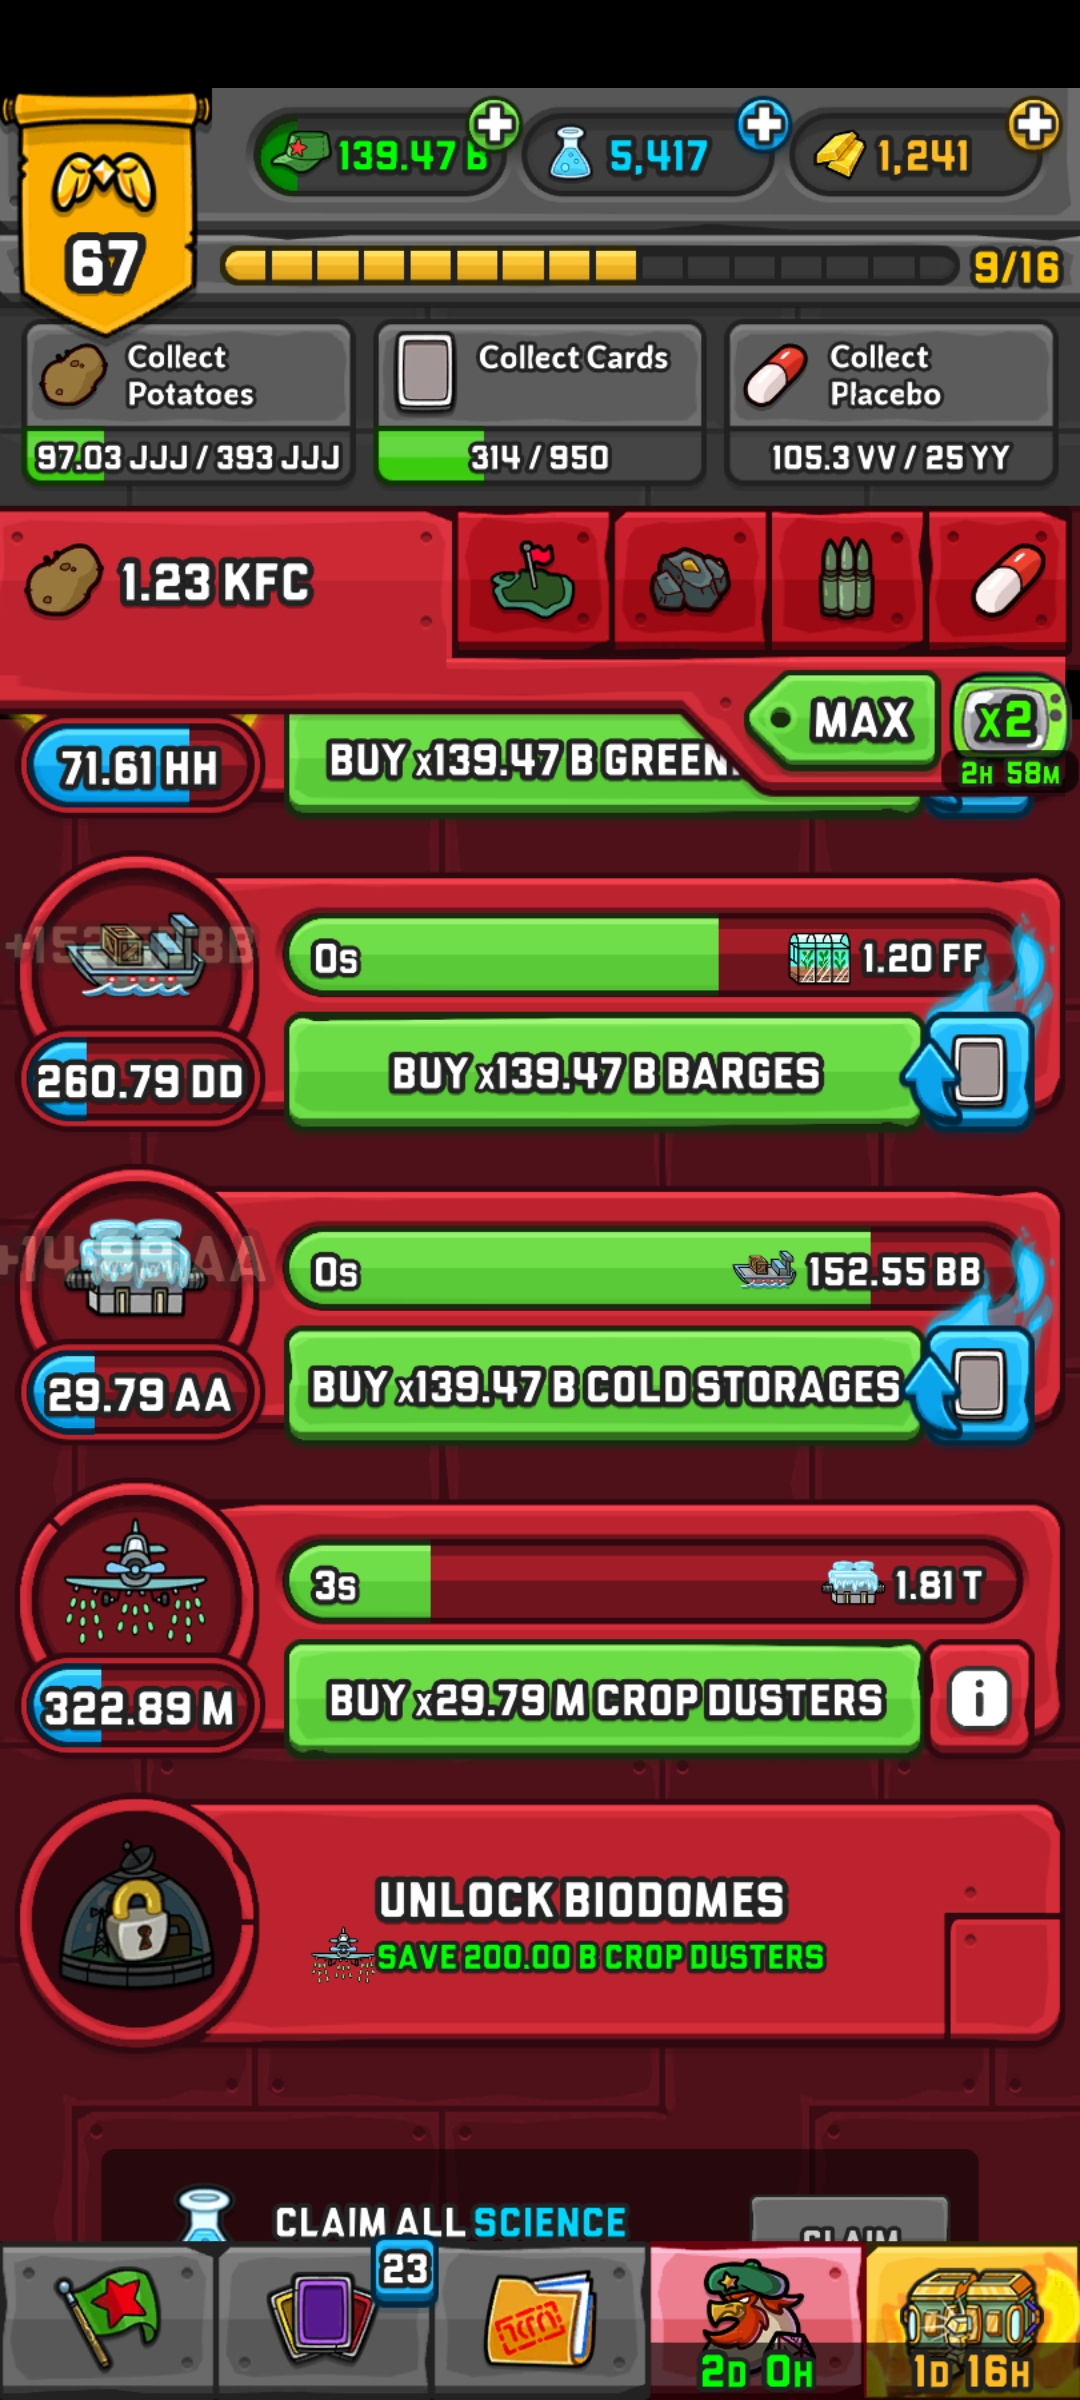 139.47 B
5,417
1,241
67
9/16
Collect
Potatoes
97.03 JJJ / 393 JJJ
Collect Cards
314 / 950
Collect
Placebo
105.3 VV / 25 YY
1.23 KFC
MAX
x2
2H 58M
71.61 HH
BUY x139.47 B GREEN
0s
1.20 FF
260.79 DD
BUY x139.47 B BARGES
0s
152.55 BB
29.79 AA
BUY x139.47 B COLD STORAGES
3s
1.81 T
322.89 M
BUY x29.79 M CROP DUSTERS
i
UNLOCK BIODOMES
SAVE 200.00 B CROP DUSTERS
CLAIM ALL SCIENCE
CLAIM
23
2D 0H
1D 16H